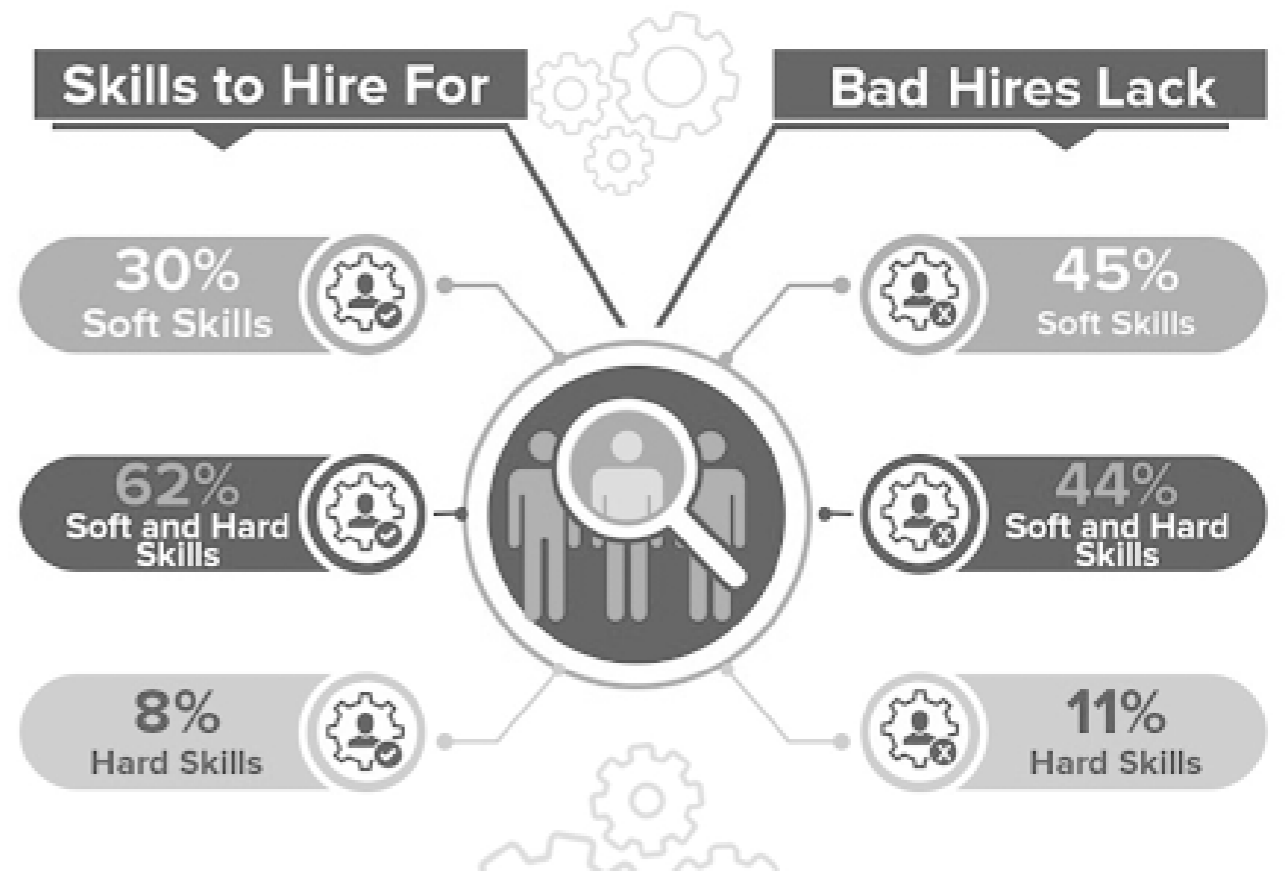 Skills to Hire For
Bad Hires Lack
30%
Soft Skills
62%
Soft and Hard
Skills
8%
Hard Skills
45%
Soft Skills
44%
Soft and Hard
Skills
11%
Hard Skills